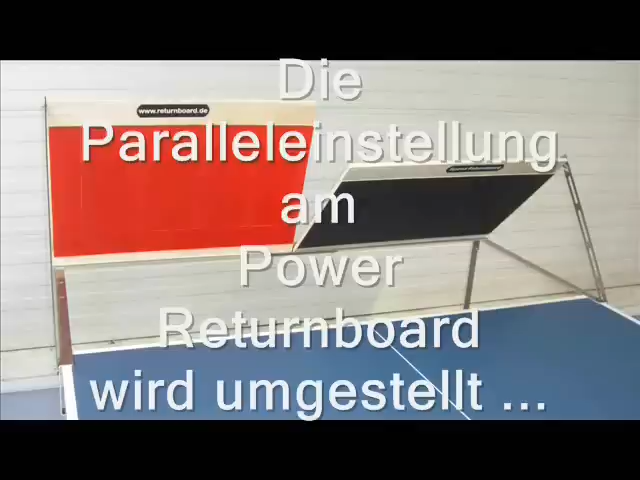 Die
www.returnboard.de
Paralleleinstellung
am
Power
Returnboard
wird umgestellt ...